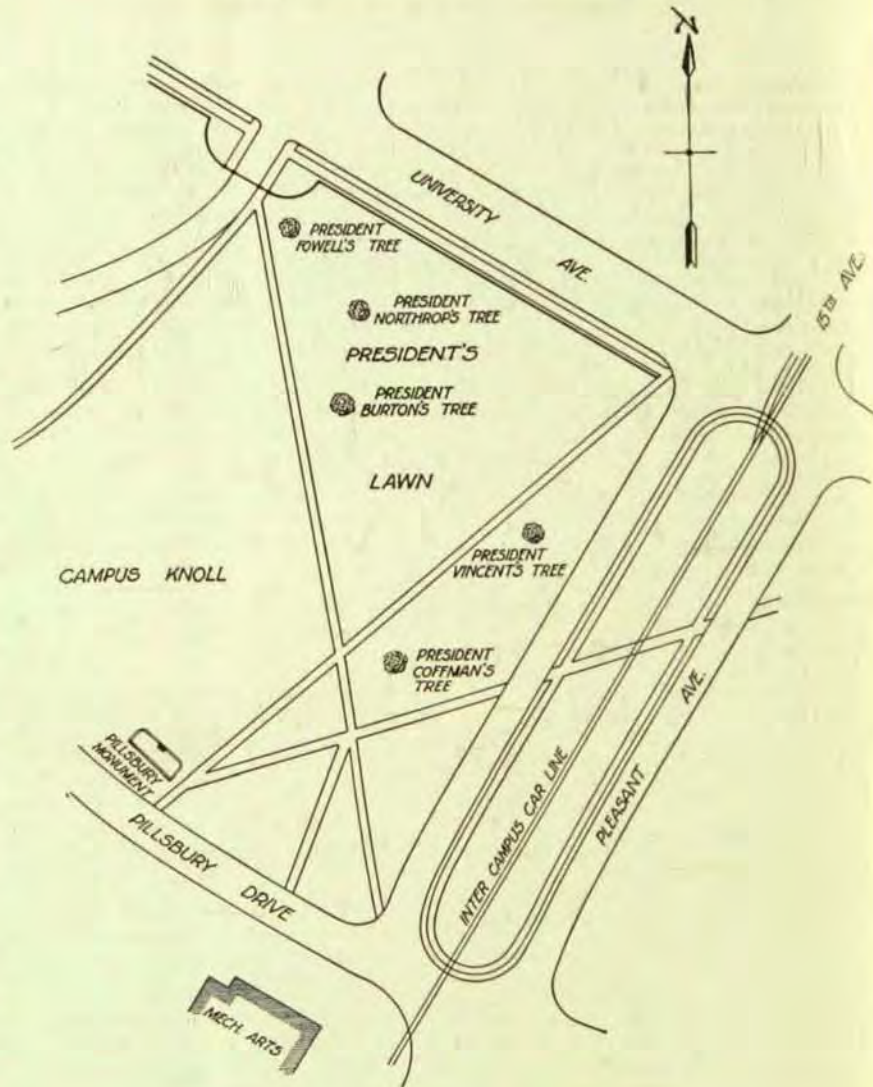 N
UNIVERSITY
AVE.
15TH AVE.
PRESIDENT
FOWELL'S TREE
PRESIDENT
NORTHROP'S TREE
PRESIDENT'S
PRESIDENT
BURTON'S TREE
LAWN
PRESIDENT
VINCENT'S TREE
CAMPUS KNOLL
PRESIDENT
COFFMAN'S
TREE
PILLSBURY
MONUMENT
PILLSBURY
DRIVE
INTER CAMPUS CAR LINE
PLEASANT
AVE.
MECH. ARTS